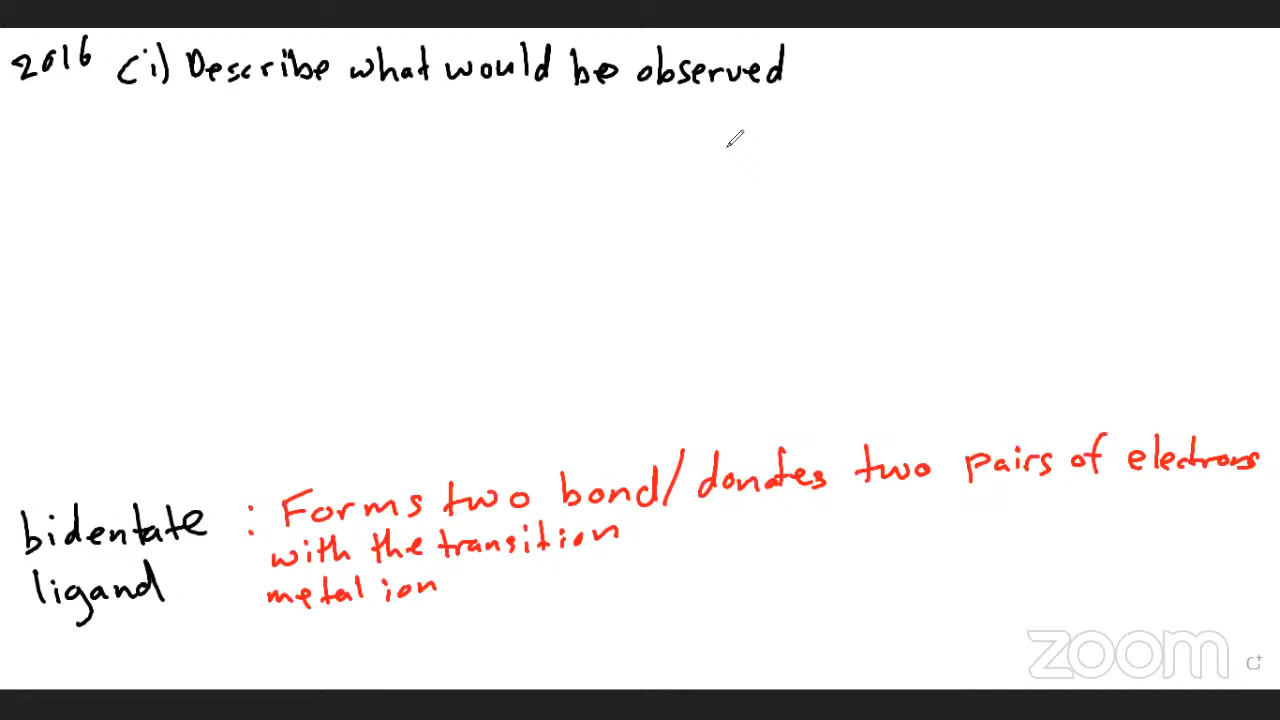 2016 (i) Describe what would be observed
bidentate : Forms two bond/donates two pairs of electrons
with the transition
ligand metal ion
zoom